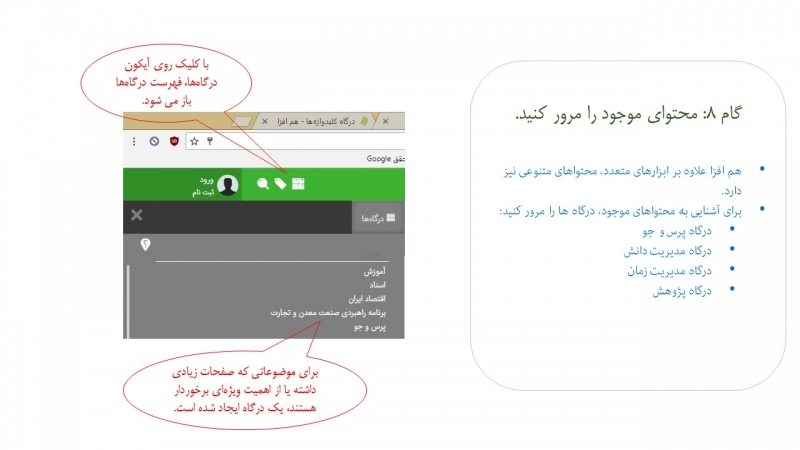 گام ۸: محتوای موجود را مرور کنید.
هم افزا علاوه بر ابزارهای متعدد، محتواهای متنوعی نیز
دارد.
برای آشنایی به محتواهای موجود، درگاه ها را مرور کنید:
درگاه پرس و جو
درگاه مدیریت دانش
درگاه مدیریت زمان
درگاه پژوهش
با کلیک روی آیکون
درگاه‌ها، فهرست درگاه‌ها
باز می شود.
درگاه کلیدواژه‌ها - هم افزا
حقق Google
ورود
ثبت نام
درگاه‌ها
آموزش
اسناد
اقتصاد ایران
برنامه راهبردی صنعت معدن و تجارت
پرس و جو
برای موضوعاتی که صفحات زیادی
داشته یا از اهمیت ویژه‌ای برخوردار
هستند، یک درگاه ایجاد شده است.